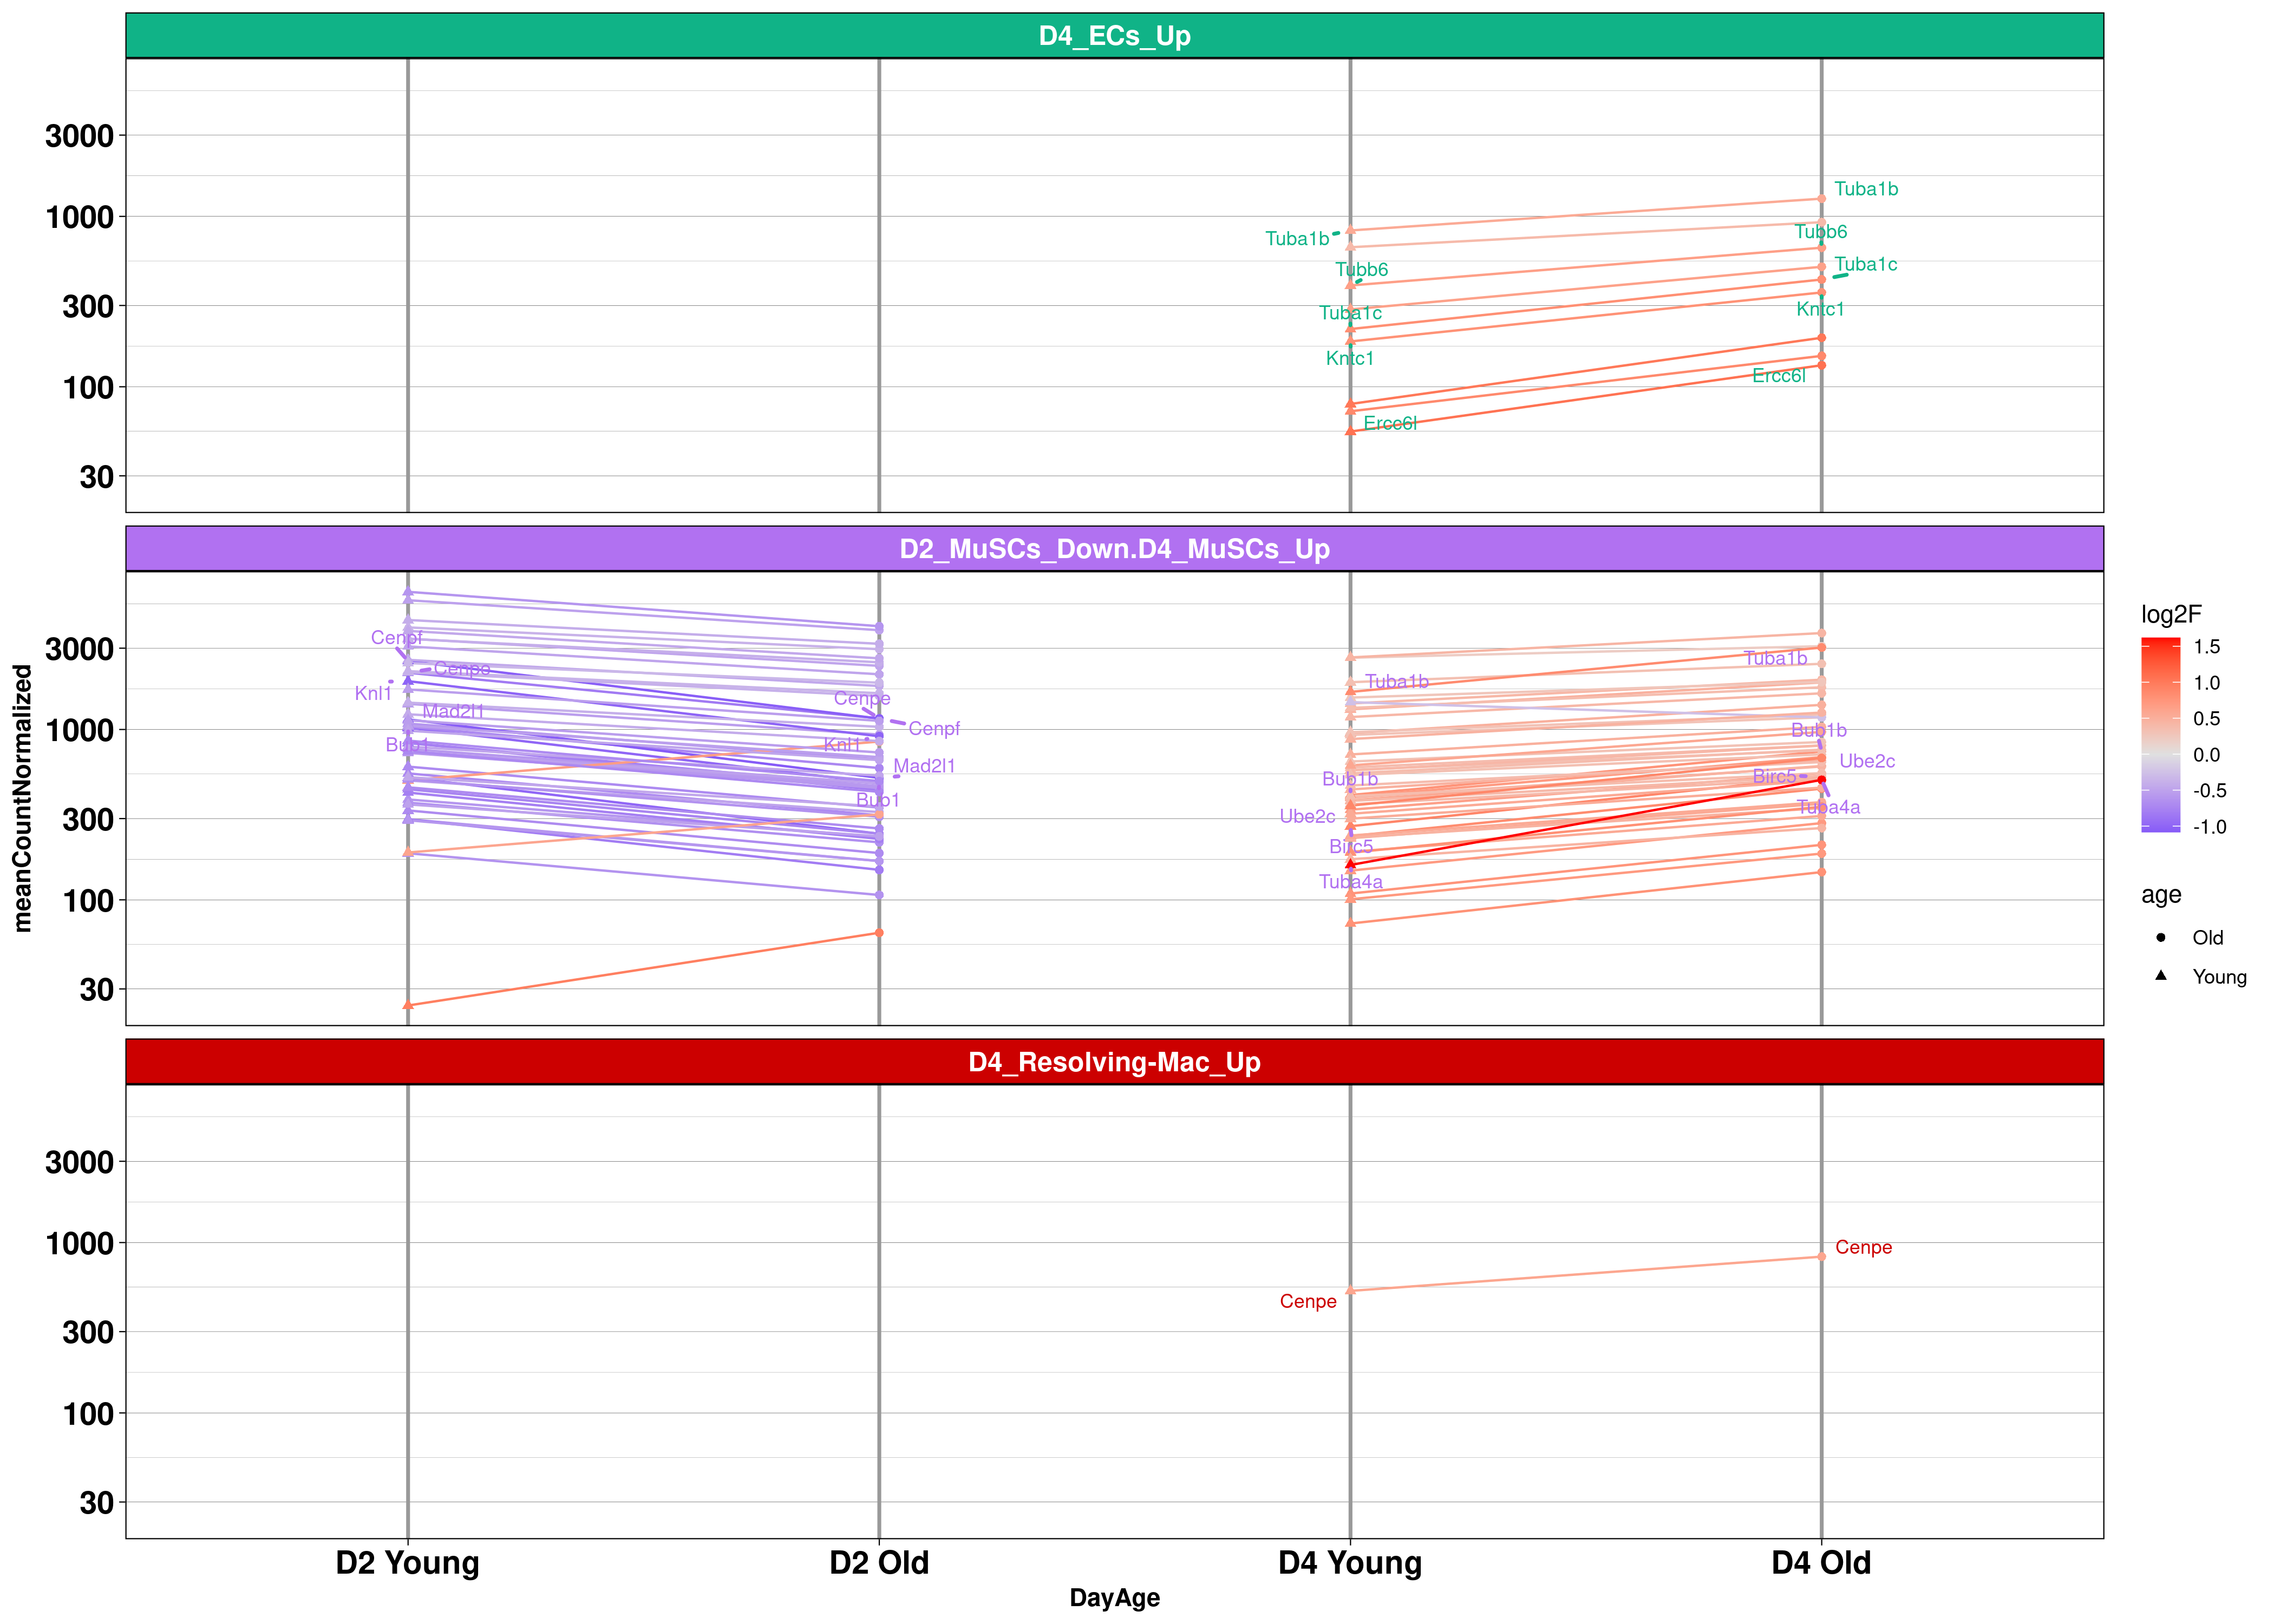 D4_ECs_Up
3000
1000
300
100
30
Tuba1b
Tuba1b
Tubb6
Tubb6
Tuba1c
Tuba1c
Kntc1
Kntc1
Ercc6l
Ercc6l
D2_MuSCs_Down.D4_MuSCs_Up
3000
1000
300
100
30
Cenpf
Cenpe
Knl1
Mad2l1
Bub1
Cenpe
Cenpf
Knl1
Mad2l1
Bub1
Tuba1b
Bub1b
Ube2c
Birc5
Tuba4a
Tuba1b
Bub1b
Ube2c
Birc5
Tuba4a
D4_Resolving-Mac_Up
3000
1000
300
100
30
Cenpe
Cenpe
D2 Young
D2 Old
D4 Young
D4 Old
DayAge
meanCountNormalized
log2F
1.5
1.0
0.5
0.0
-0.5
-1.0
age
Old
Young